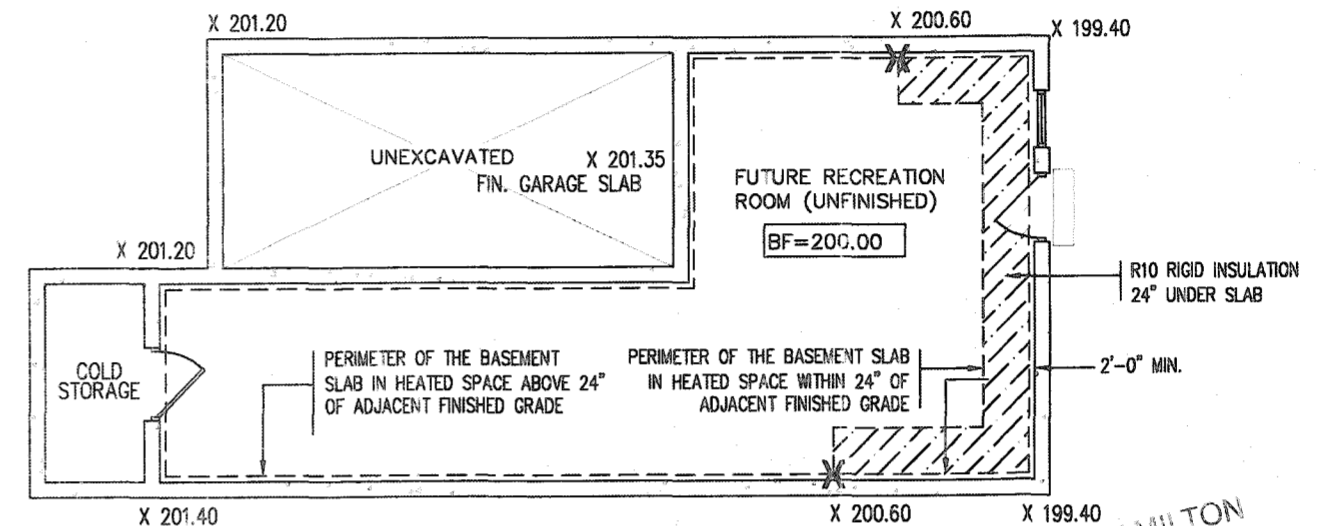 X 201.20
X 200.60
X 199.40
UNEXCAVATED
X 201.35
FIN. GARAGE SLAB
FUTURE RECREATION
ROOM (UNFINISHED)
BF=200.00
X 201.20
R10 RIGID INSULATION
24" UNDER SLAB
COLD
STORAGE
PERIMETER OF THE BASEMENT
SLAB IN HEATED SPACE ABOVE 24"
OF ADJACENT FINISHED GRADE
PERIMETER OF THE BASEMENT SLAB
IN HEATED SPACE WITHIN 24" OF
ADJACENT FINISHED GRADE
2'-0" MIN.
X 201.40
X 200.60
X 199.40